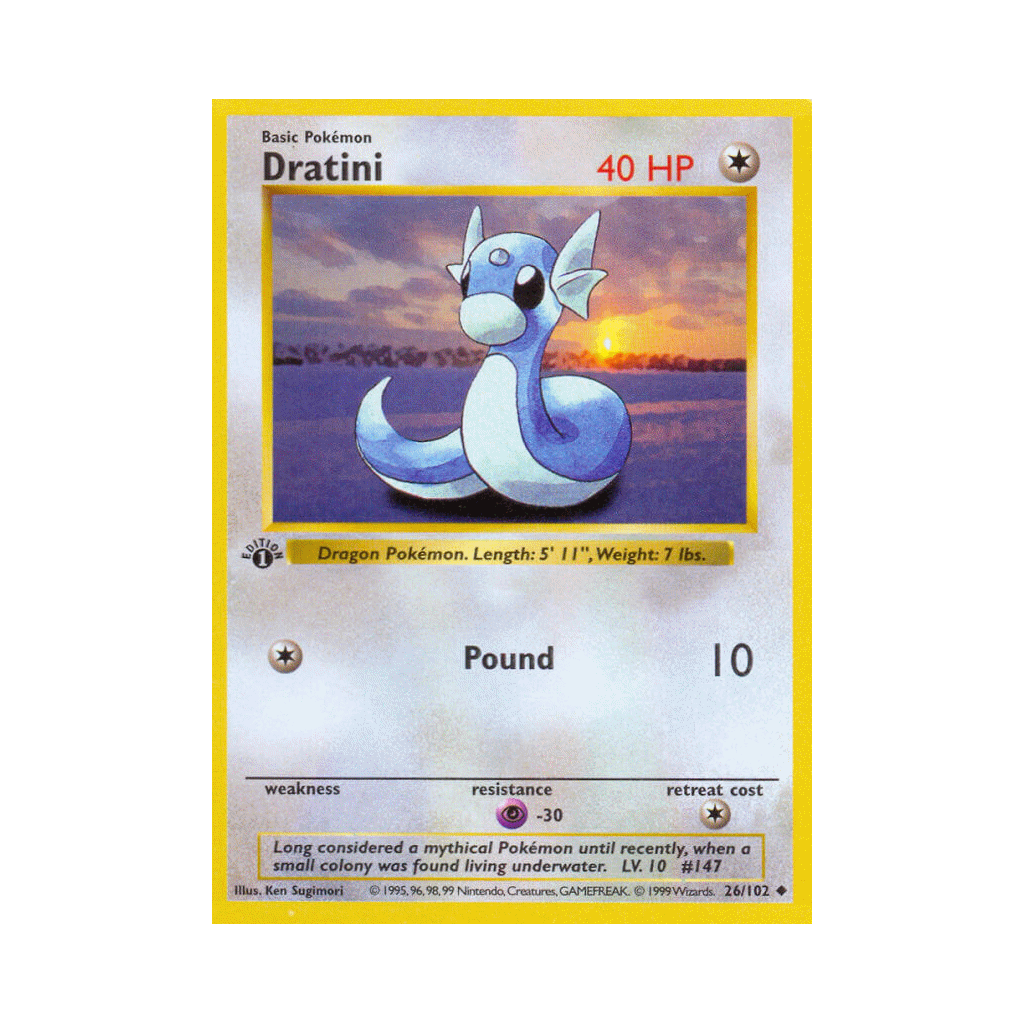 Basic Pokémon
Dratini
40 HP
EDITION
1
Dragon Pokémon. Length: 5' 11", Weight: 7 lbs.
Pound
10
weakness
resistance
retreat cost
-30
Long considered a mythical Pokémon until recently, when a
small colony was found living underwater. LV. 10 #147
Illus. Ken Sugimori © 1995, 96, 98, 99 Nintendo, Creatures, GAMEFREAK. © 1999 Wizards. 26/102